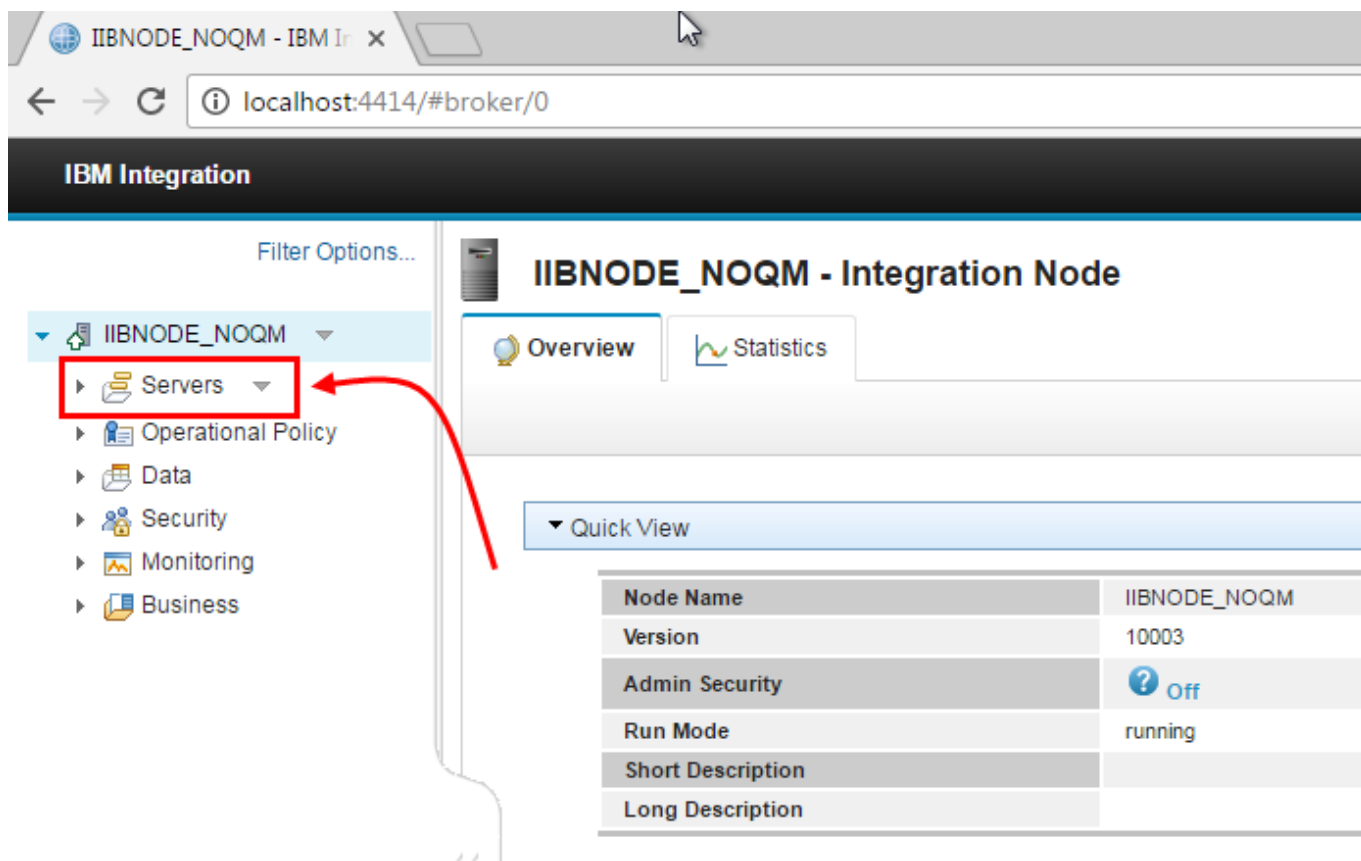 IIBNODE_NOQM - IBM In
localhost:4414/#broker/0
IBM Integration
Filter Options...
IIBNODE_NOQM
Servers
Operational Policy
Data
Security
Monitoring
Business
IIBNODE_NOQM - Integration Node
Overview
Statistics
Quick View
Node Name IIBNODE_NOQM
Version 10003
Admin Security ? Off
Run Mode running
Short Description
Long Description